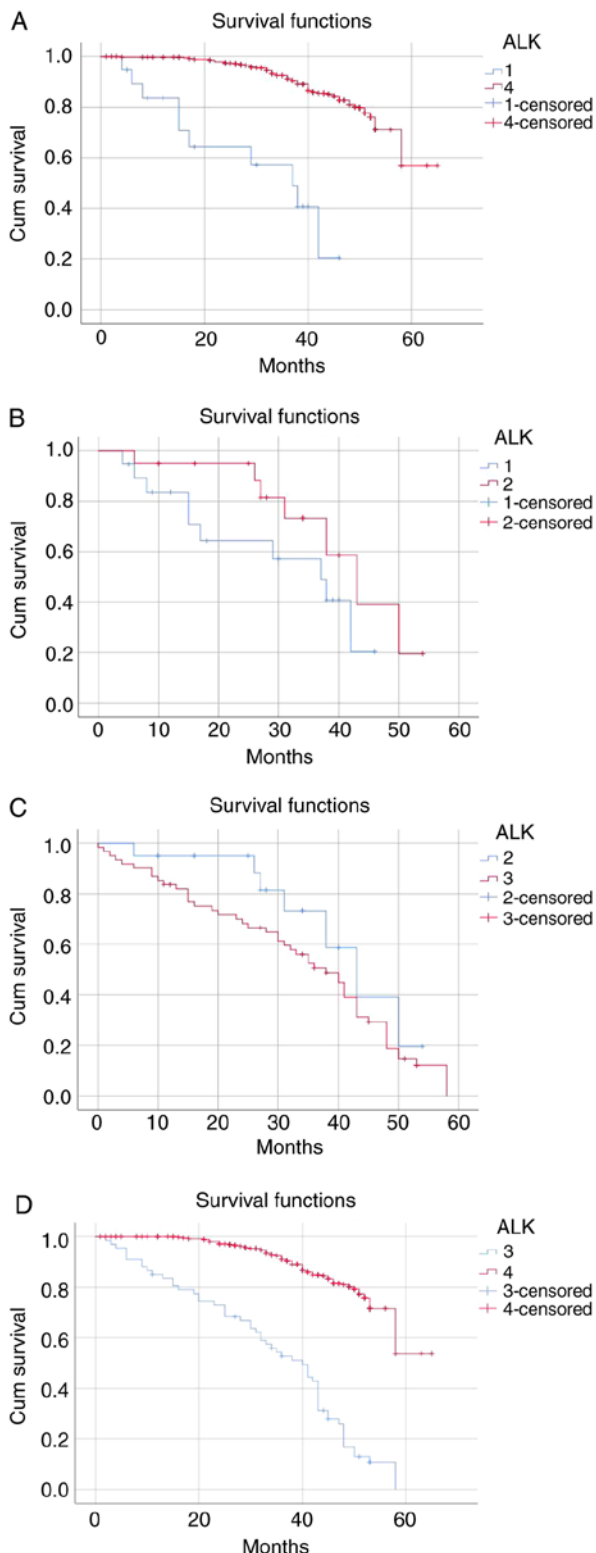 A
Survival functions
ALK
1
4
1-censored
4-censored
Cum survival
1.0
0.8
0.6
0.4
0.2
0.0
0 20 40 60
Months
B
Survival functions
ALK
1
2
1-censored
2-censored
Cum survival
1.0
0.8
0.6
0.4
0.2
0.0
0 10 20 30 40 50 60
Months
C
Survival functions
ALK
2
3
2-censored
3-censored
Cum survival
1.0
0.8
0.6
0.4
0.2
0.0
0 10 20 30 40 50 60
Months
D
Survival functions
ALK
3
4
3-censored
4-censored
Cum survival
1.0
0.8
0.6
0.4
0.2
0.0
0 20 40 60
Months